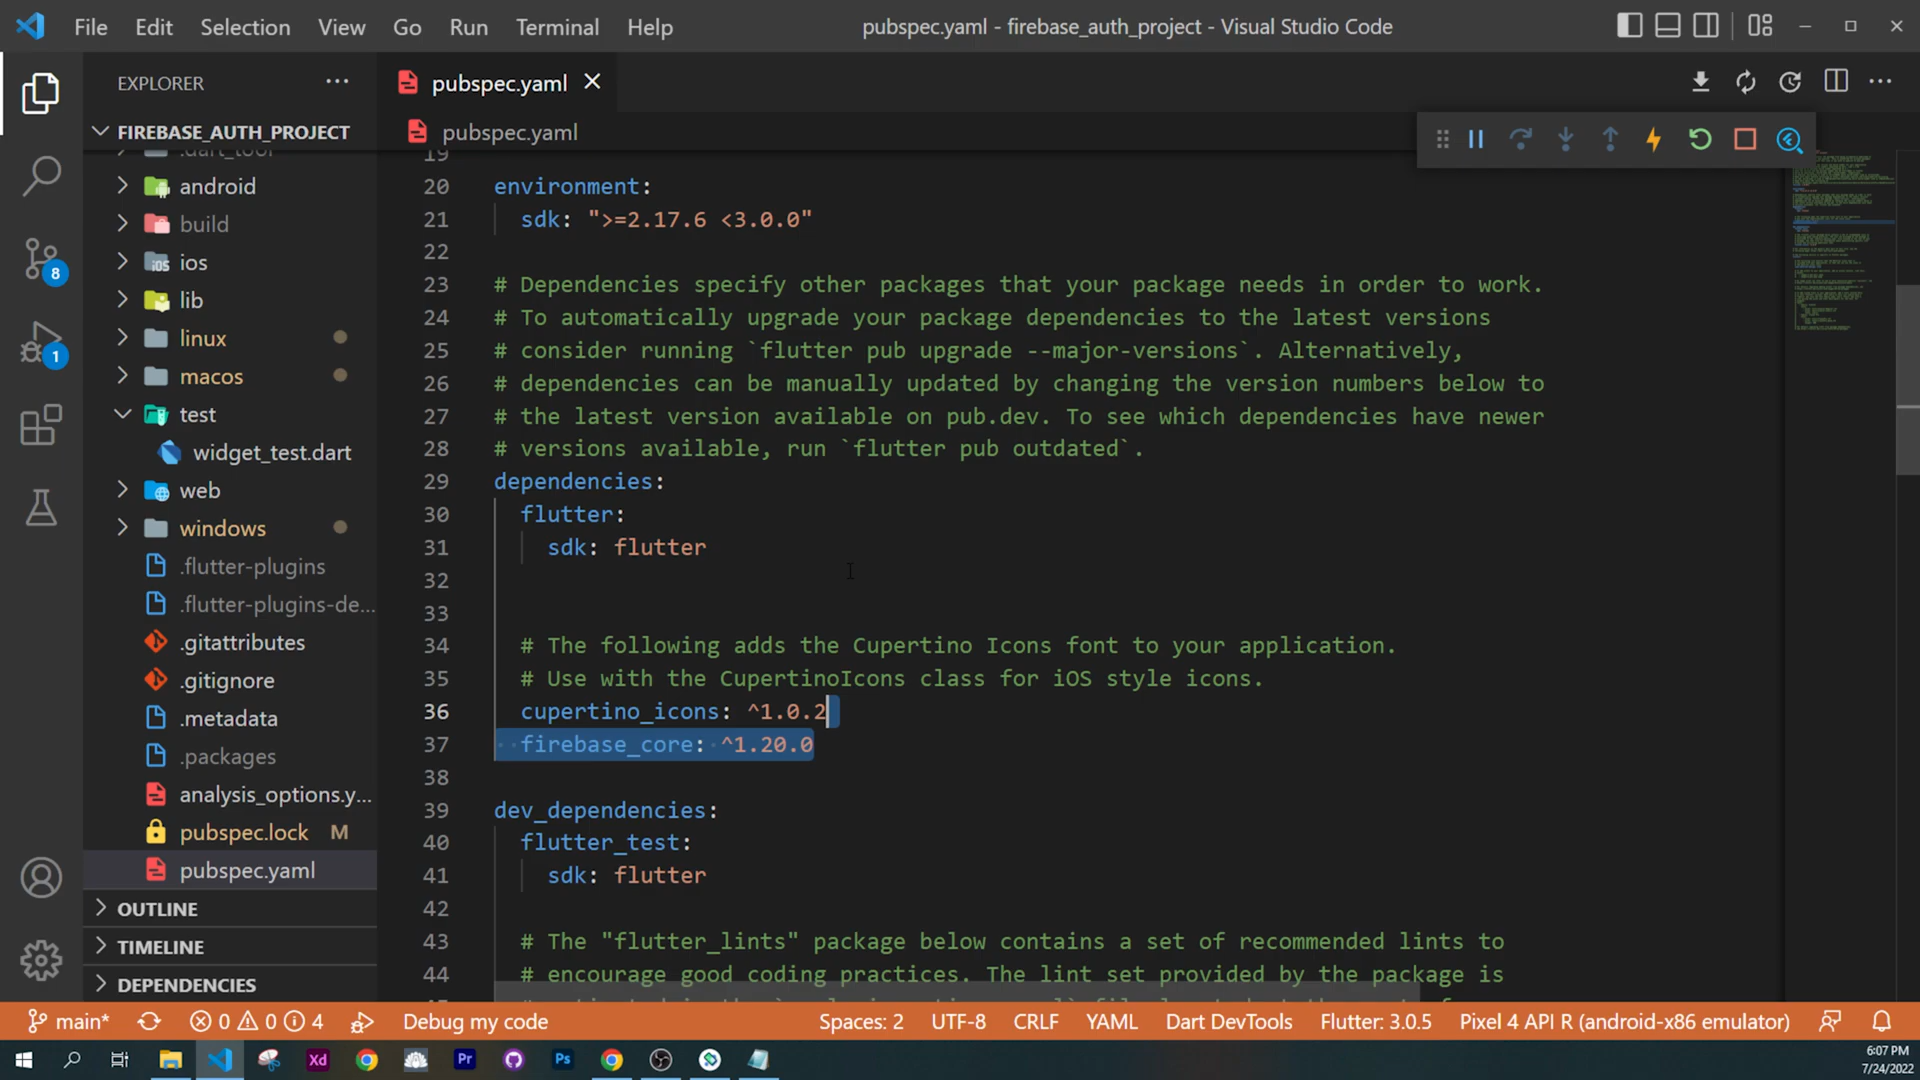 File Edit Selection View Go Run Terminal Help
pubspec.yaml - firebase_auth_project - Visual Studio Code
EXPLORER
pubspec.yaml
FIREBASE_AUTH_PROJECT
pubspec.yaml
.dart_tool
android
build
ios
lib
linux
macos
test
widget_test.dart
web
windows
.flutter-plugins
.flutter-plugins-de...
.gitattributes
.gitignore
.metadata
.packages
analysis_options.y...
pubspec.lock M
pubspec.yaml
OUTLINE
TIMELINE
DEPENDENCIES
8
1
19
20 environment:
21 sdk: ">=2.17.6 <3.0.0"
22
23 # Dependencies specify other packages that your package needs in order to work.
24 # To automatically upgrade your package dependencies to the latest versions
25 # consider running `flutter pub upgrade --major-versions`. Alternatively,
26 # dependencies can be manually updated by changing the version numbers below to
27 # the latest version available on pub.dev. To see which dependencies have newer
28 # versions available, run `flutter pub outdated`.
29 dependencies:
30 flutter:
31 sdk: flutter
32
33
34 # The following adds the Cupertino Icons font to your application.
35 # Use with the CupertinoIcons class for iOS style icons.
36 cupertino_icons: ^1.0.2
37 firebase_core: ^1.20.0
38
39 dev_dependencies:
40 flutter_test:
41 sdk: flutter
42
43 # The "flutter_lints" package below contains a set of recommended lints to
44 # encourage good coding practices. The lint set provided by the package is
main* 0 0 4 Debug my code Spaces: 2 UTF-8 CRLF YAML Dart DevTools Flutter: 3.0.5 Pixel 4 API R (android-x86 emulator)
Xd Pr Ps
6:07 PM
7/24/2022